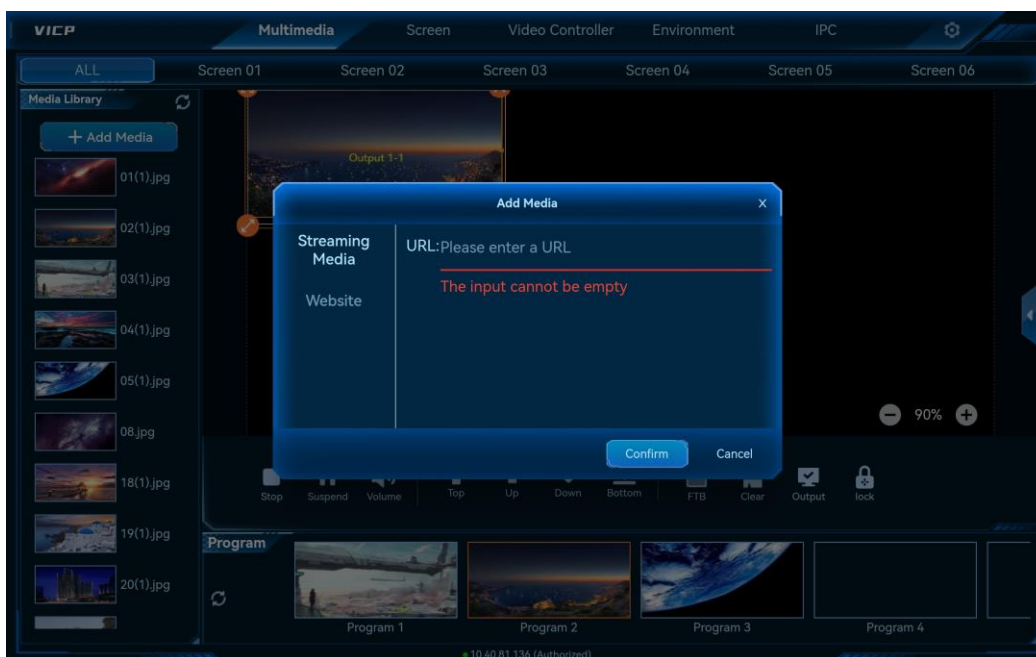 VICP
Multimedia
Screen
Video Controller
Environment
IPC
ALL
Screen 01
Screen 02
Screen 03
Screen 04
Screen 05
Screen 06
Media Library
+ Add Media
01(1).jpg
02(1).jpg
03(1).jpg
04(1).jpg
05(1).jpg
08.jpg
18(1).jpg
19(1).jpg
20(1).jpg
Output 1-1
Add Media
X
Streaming
Media
Website
URL:Please enter a URL
The input cannot be empty
Confirm
Cancel
90%
Stop
Suspend
Volume
Top
Up
Down
Bottom
FTB
Clear
Output
lock
Program
Program 1
Program 2
Program 3
Program 4
10.40.81.136 (Authorized)